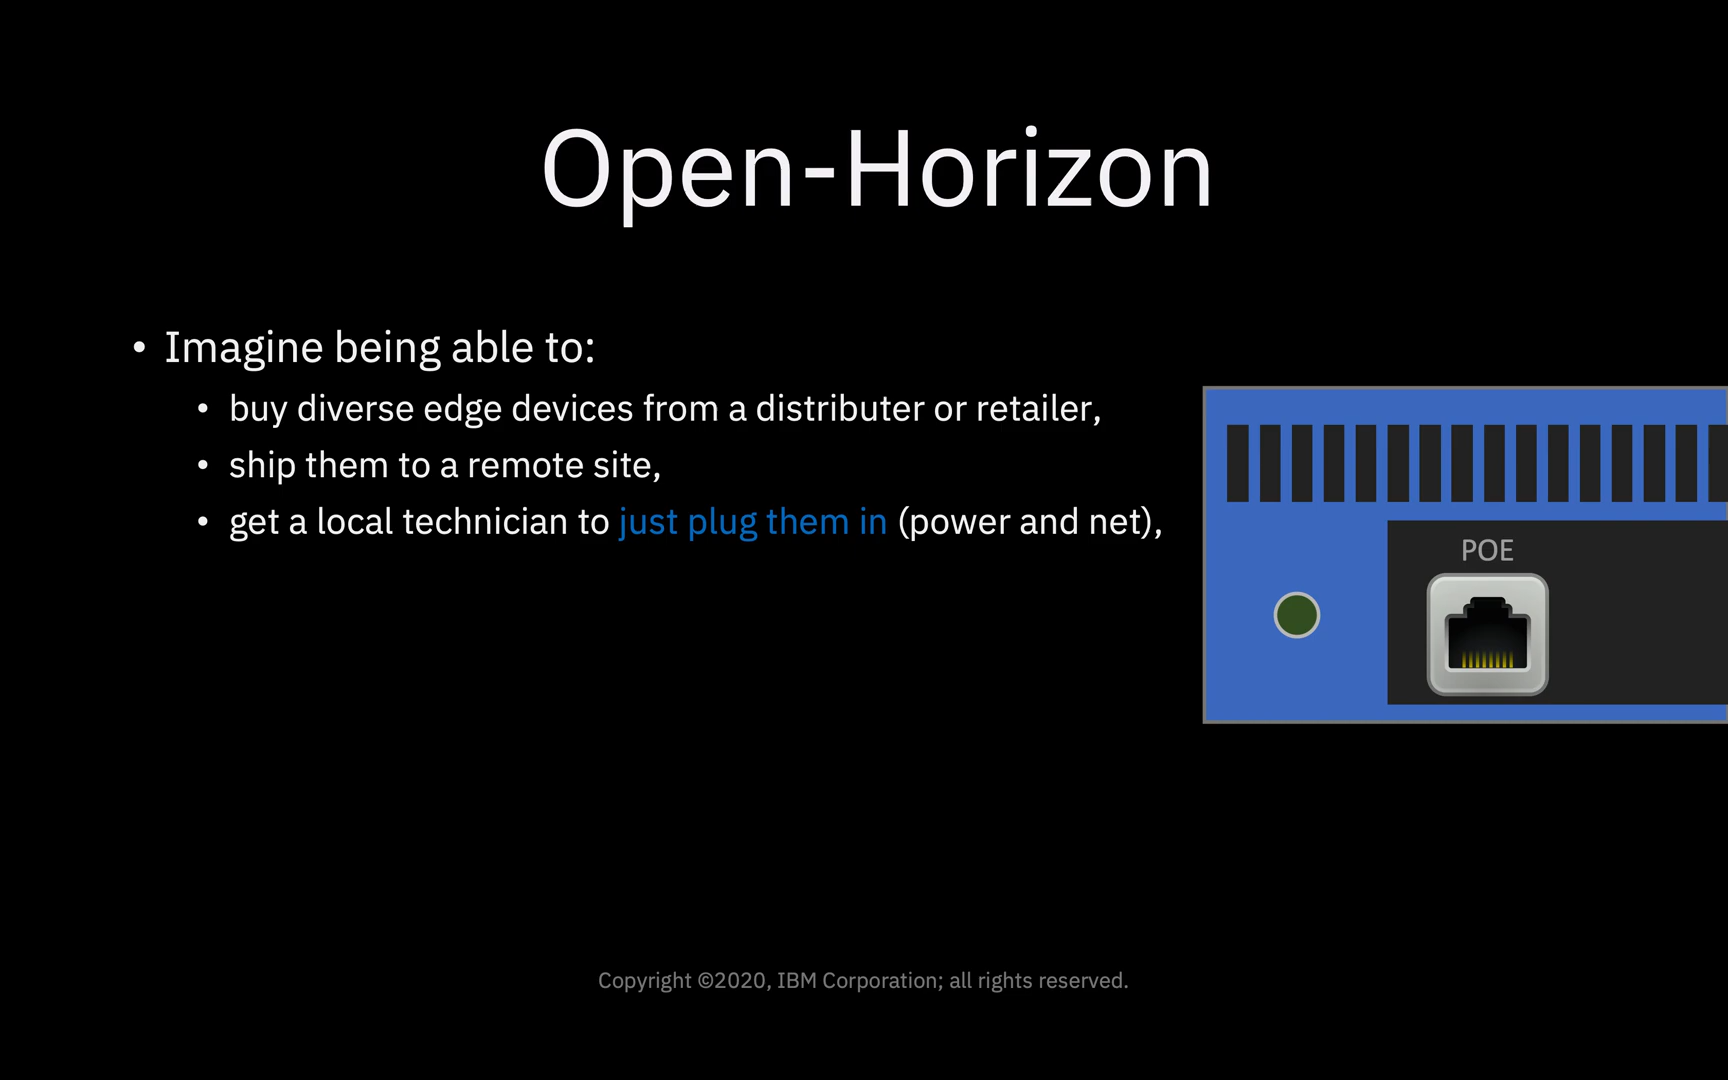 Open-Horizon
• Imagine being able to:
• buy diverse edge devices from a distributer or retailer,
• ship them to a remote site,
• get a local technician to just plug them in (power and net),
POE
Copyright ©2020, IBM Corporation; all rights reserved.